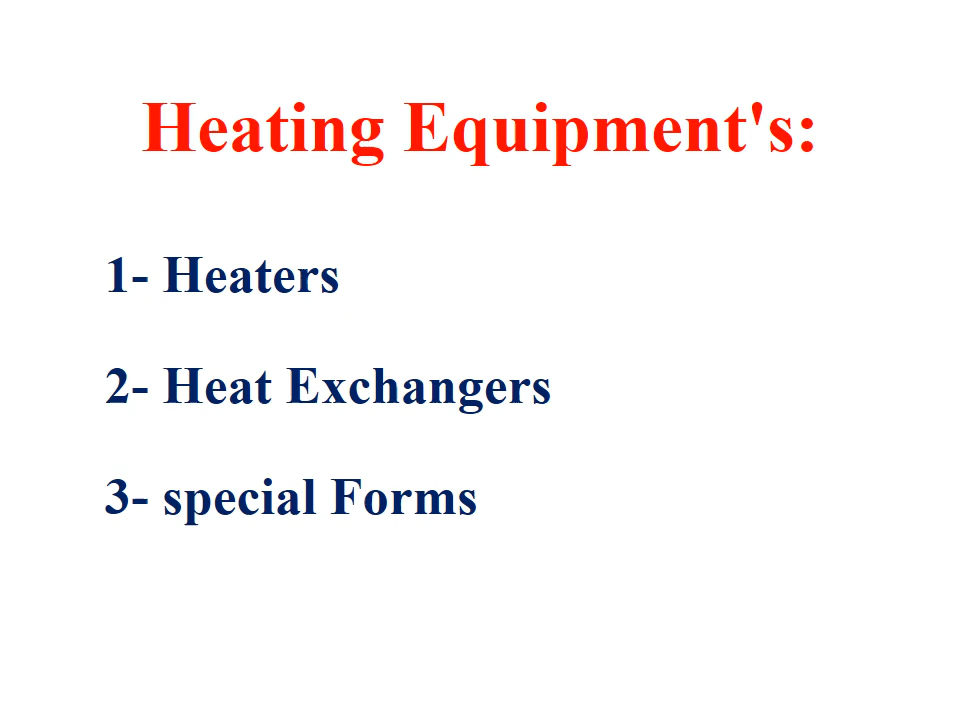 Heating Equipment's:
1- Heaters
2- Heat Exchangers
3- special Forms